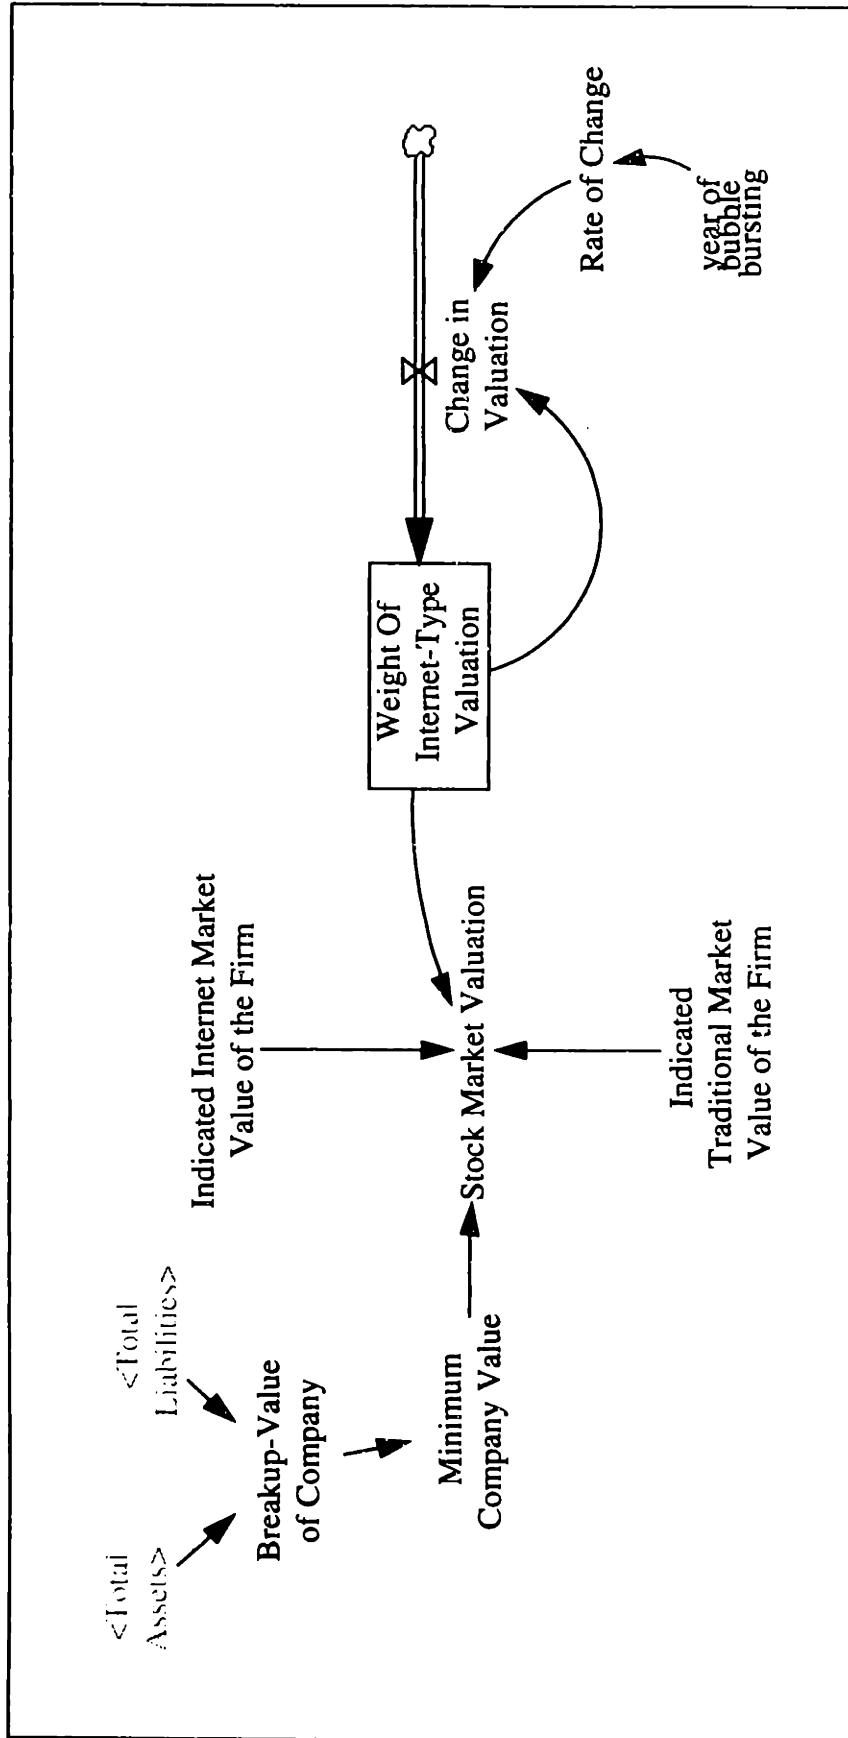 <Total
Assets>
<Total
Liabilities>
Breakup-Value
of Company
Minimum
Company Value
Indicated Internet Market
Value of the Firm
Stock Market Valuation
Indicated
Traditional Market
Value of the Firm
Weight Of
Internet-Type
Valuation
Change in
Valuation
Rate of Change
year of
bubble
bursting